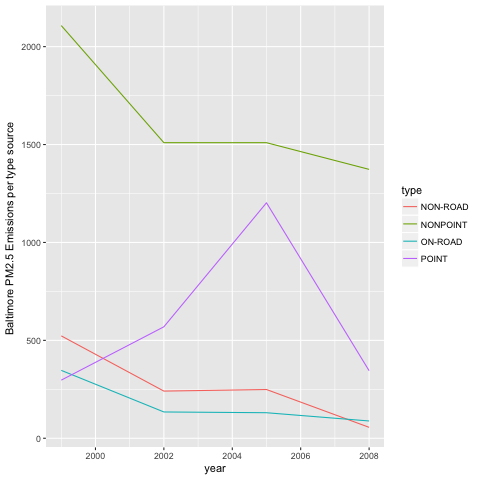 Baltimore PM2.5 Emissions per type source
2000
1500
1000
500
0
2000
2002
2004
2006
2008
year
type
NON-ROAD
NONPOINT
ON-ROAD
POINT